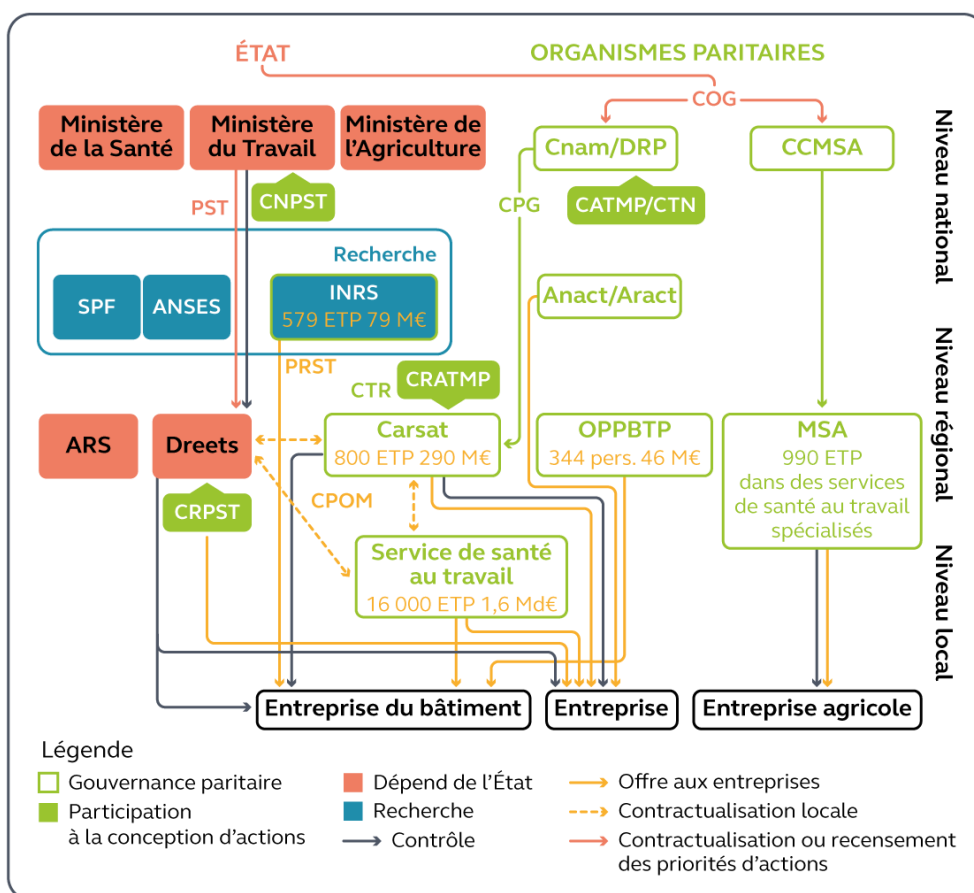 ÉTAT
ORGANISMES PARITAIRES
COG
Ministère
de la Santé
Ministère
du Travail
Ministère de
l'Agriculture
Cnam/DRP
CCMSA
Niveau national
PST
CNPST
CPG
CATMP/CTN
Recherche
SPF
ANSES
INRS
579 ETP 79 M€
Anact/Aract
PRST
CTR
CRATMP
Niveau régional
ARS
Dreets
Carsat
800 ETP 290 M€
OPPBTP
344 pers. 46 M€
MSA
990 ETP
dans des services
de santé au travail
spécialisés
CRPST
CPOM
Service de santé
au travail
16 000 ETP 1,6 Md€
Niveau local
Entreprise du bâtiment
Entreprise
Entreprise agricole
Légende
Gouvernance paritaire
Participation
à la conception d'actions
Dépend de l'État
Recherche
Contrôle
Offre aux entreprises
Contractualisation locale
Contractualisation ou recensement
des priorités d'actions